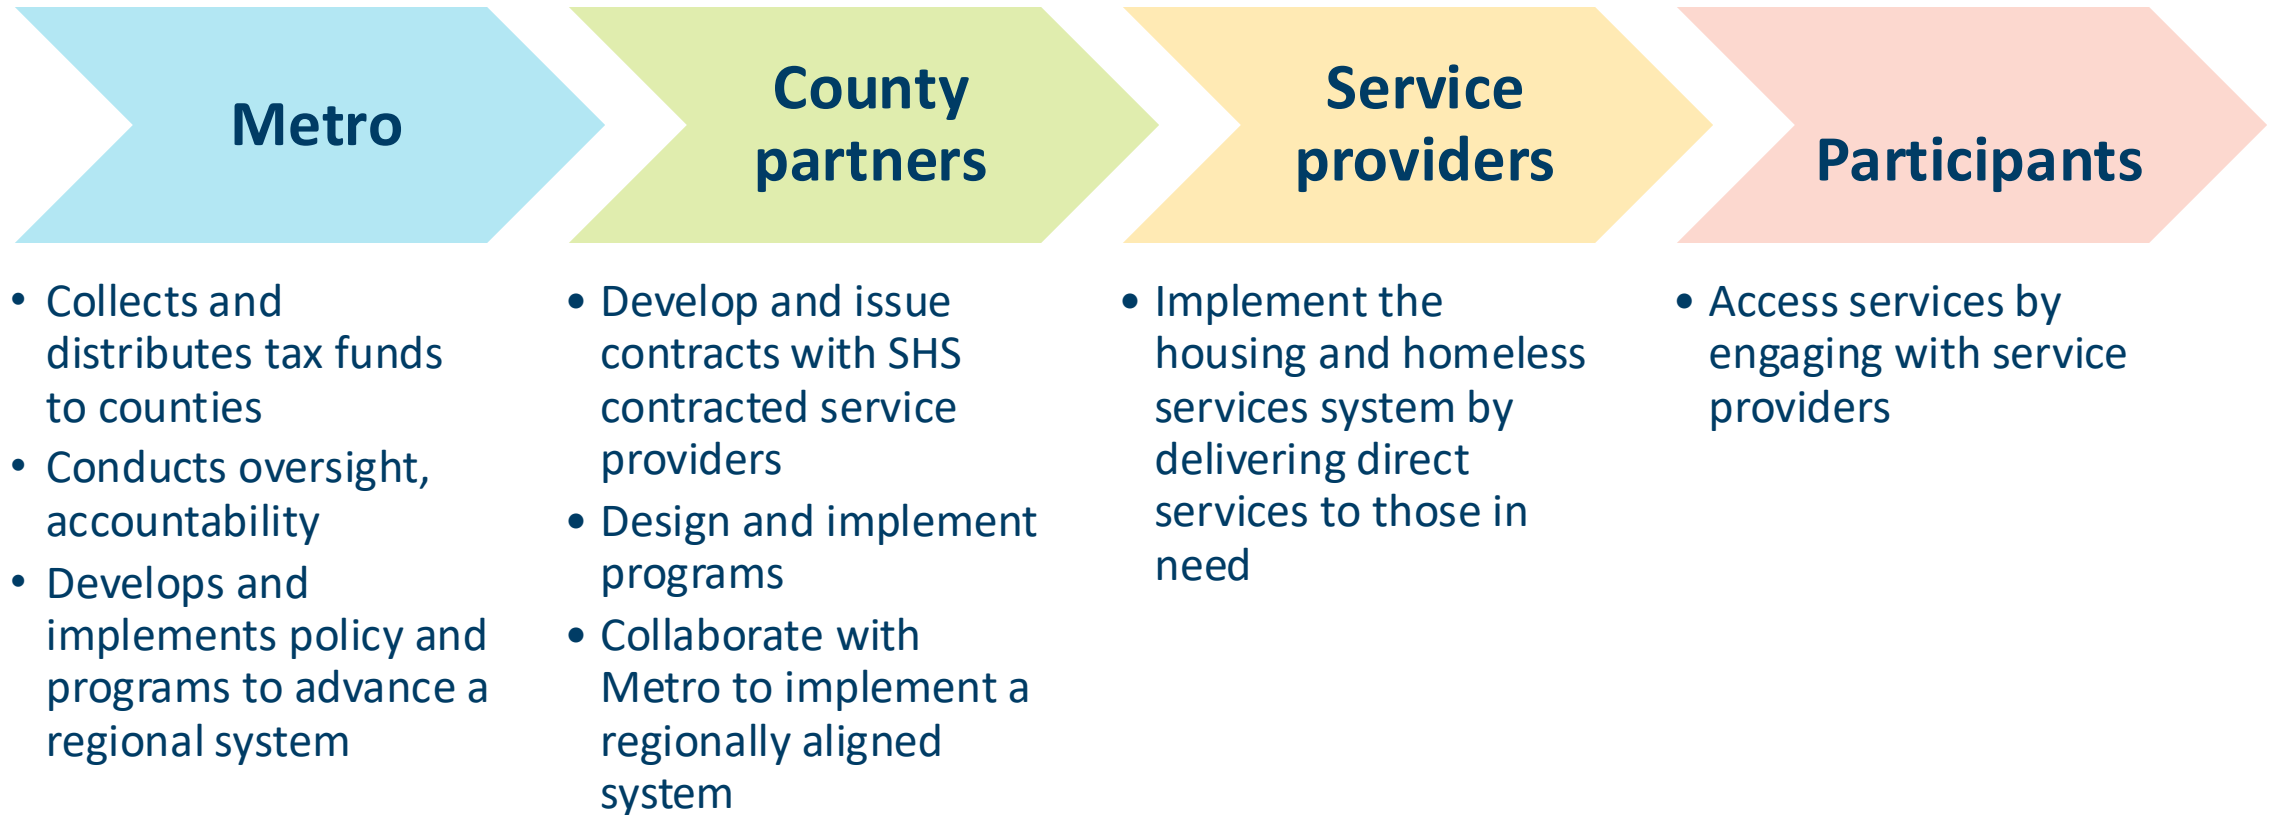 Metro
County
partners
Service
providers
Participants
• Collects and
distributes tax funds
to counties
• Conducts oversight,
accountability
• Develops and
implements policy and
programs to advance a
regional system
• Develop and issue
contracts with SHS
contracted service
providers
• Design and implement
programs
• Collaborate with
Metro to implement a
regionally aligned
system
• Implement the
housing and homeless
services system by
delivering direct
services to those in
need
• Access services by
engaging with service
providers